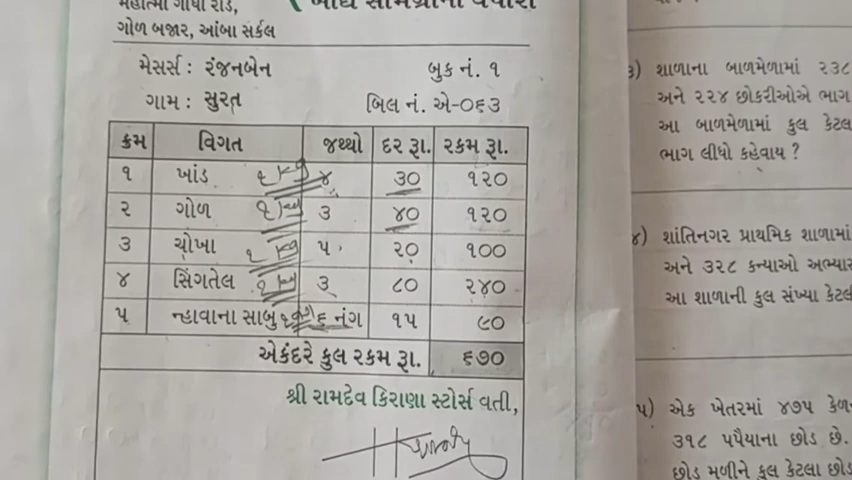 મહાત્મા ગાંધી રોડ,
ગોળ બજાર, આંબા સર્કલ
મેસર્સ : રંજનબેન
બુક નં. ૧
ગામ : સુરત
બિલ નં. એ-૦૬૩
ક્રમ વિગત જથ્થો દર રૂા. રકમ રૂા.
૧ ખાંડ ૪ ૩૦ ૧૨૦
૨ ગોળ ૩ ૪૦ ૧૨૦
૩ ચોખા ૫ ૨૦ ૧૦૦
૪ સિંગતેલ ૩ ૮૦ ૨૪૦
૫ ન્હાવાના સાબુ ૬ નંગ ૧૫ ૯૦
એકંદરે કુલ રકમ રૂા. ૬૭૦
શ્રી રામદેવ કિરાણા સ્ટોર્સ વતી,
૩) શાળાના બાળમેળામાં ૨૩૮
અને ૨૨૪ છોકરીઓએ ભાગ
આ બાળમેળામાં કુલ કેટલ
ભાગ લીધો કહેવાય ?
૪) શાંતિનગર પ્રાથમિક શાળામાં
અને ૩૨૮ કન્યાઓ અભ્યાસ
આ શાળાની કુલ સંખ્યા કેટલ
૫) એક ખેતરમાં ૪૭૫ કેળ
૩૧૮ પપૈયાના છોડ છે.
છોડ મળીને કુલ કેટલા છોડ